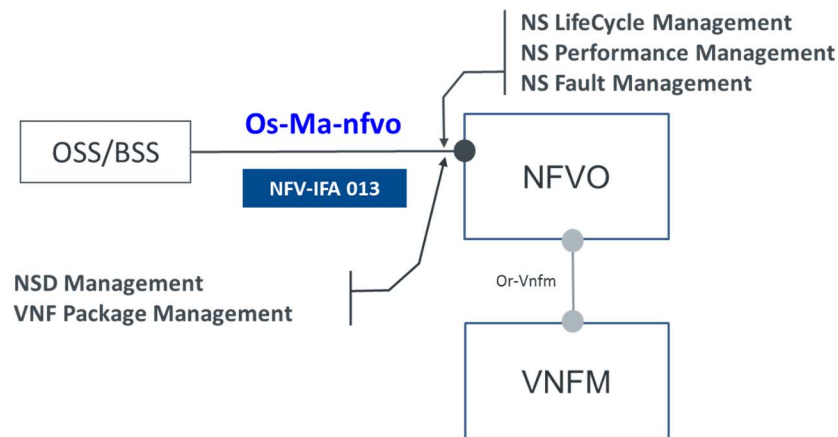 NS LifeCycle Management
NS Performance Management
NS Fault Management
Os-Ma-nfvo
OSS/BSS
NFV-IFA 013
NFVO
NSD Management
VNF Package Management
Or-Vnfm
VNFM